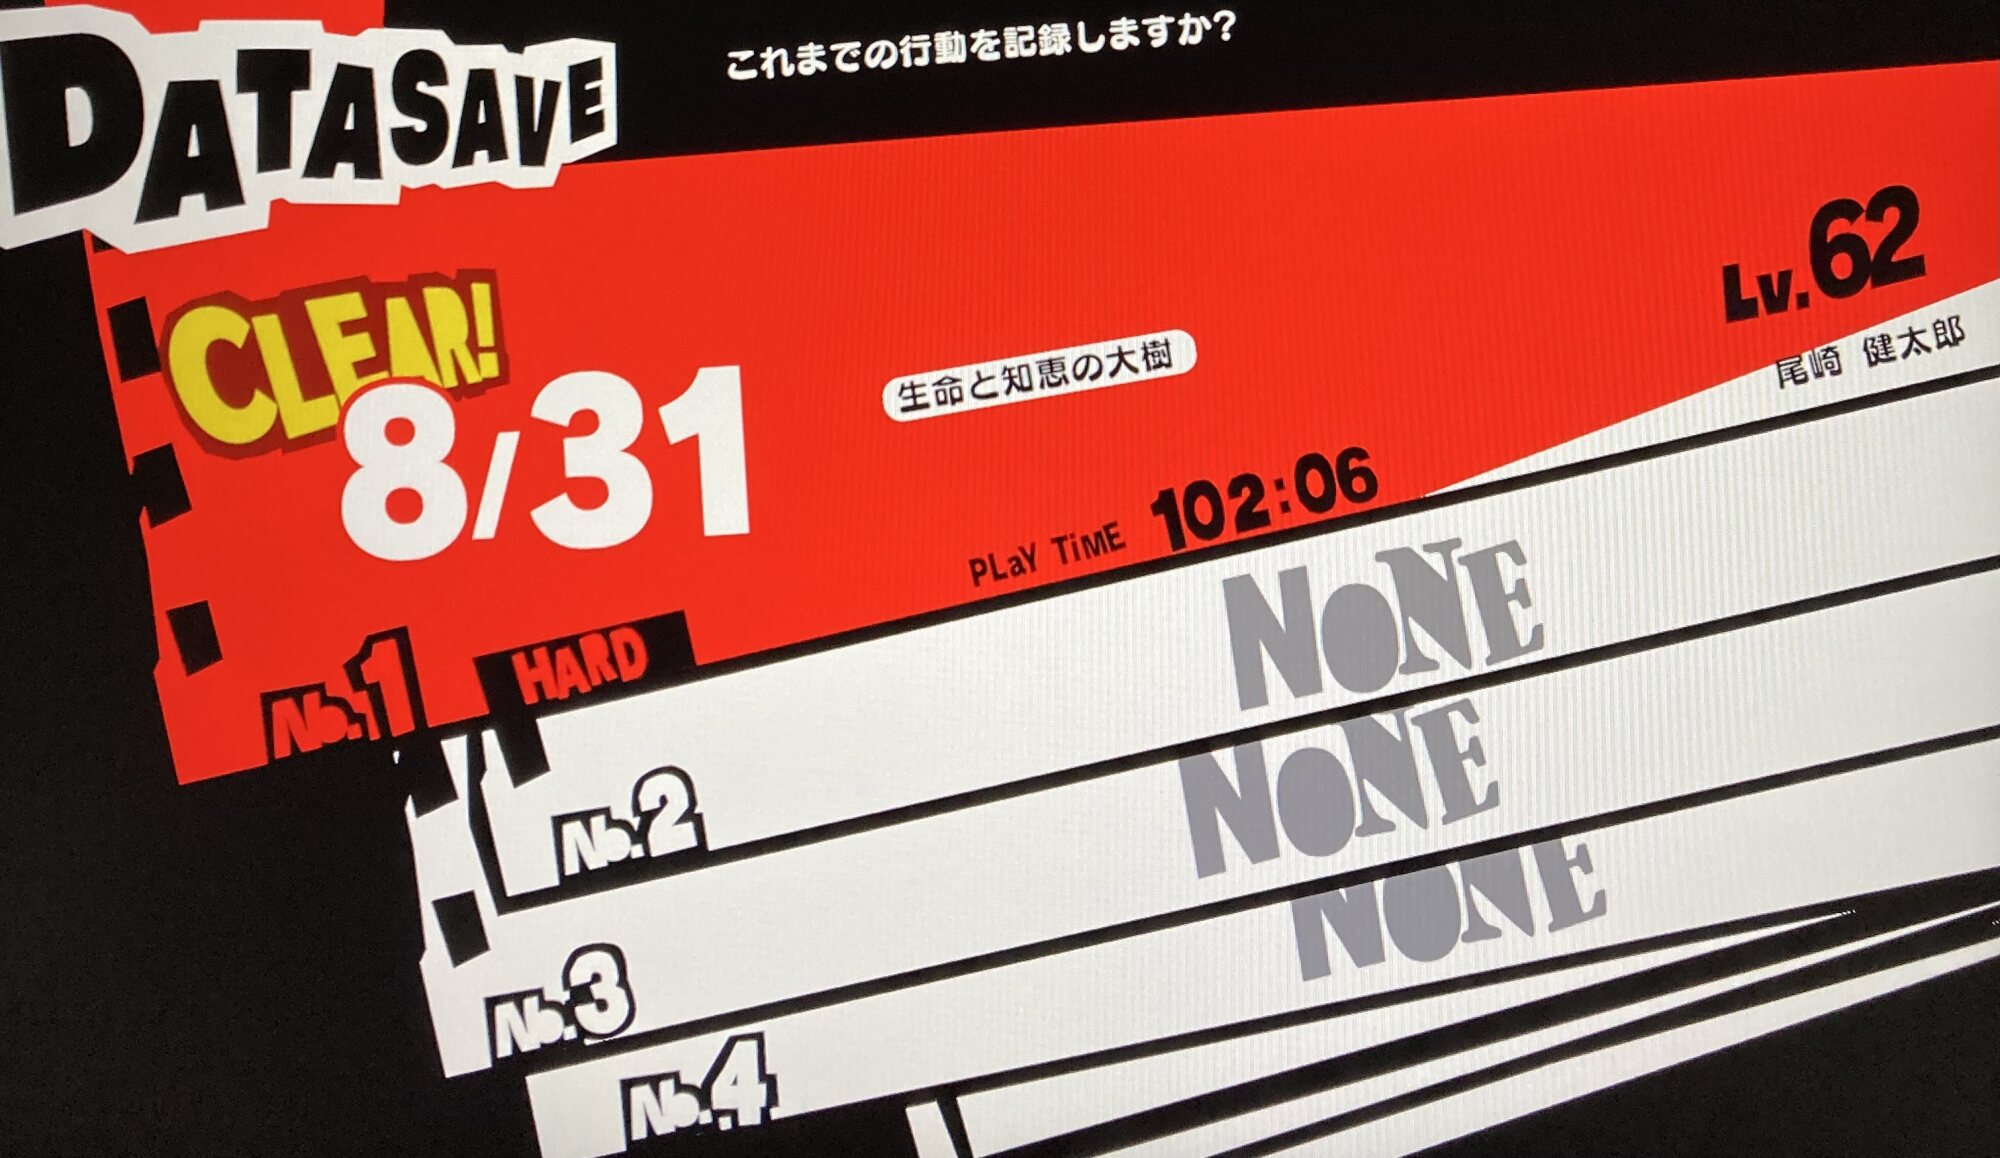 DATASAVE
これまでの行動を記録しますか?
CLEAR!
8/31
生命と知恵の大樹
Lv.62
尾崎 健太郎
PLaY TiME 102:06
No.1 HARD
NONE
No.2
NONE
No.3
NONE
No.4